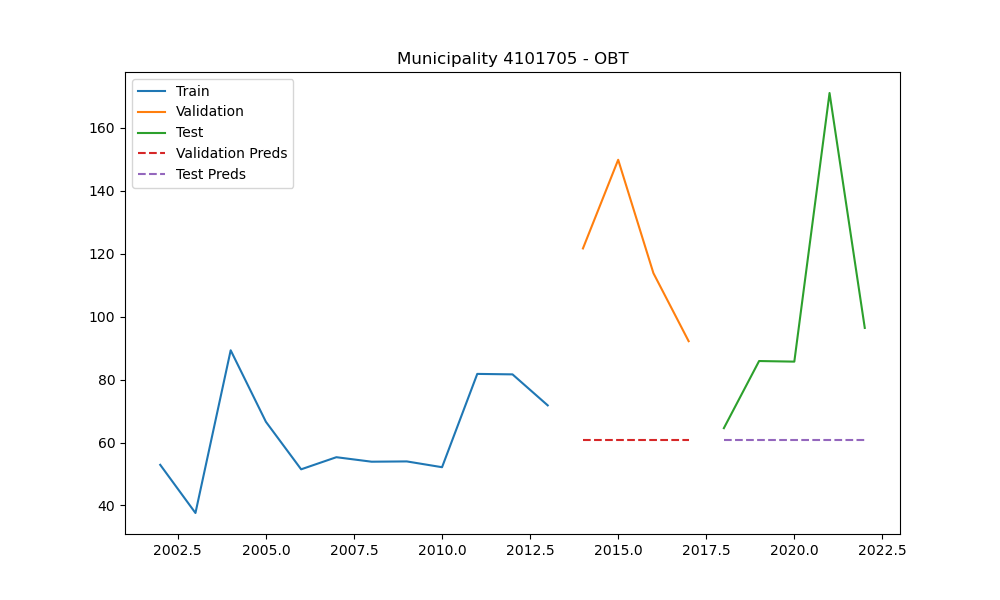 Municipality 4101705 - OBT
Train
Validation
Test
Validation Preds
Test Preds
160
140
120
100
80
60
40
2002.5 2005.0 2007.5 2010.0 2012.5 2015.0 2017.5 2020.0 2022.5